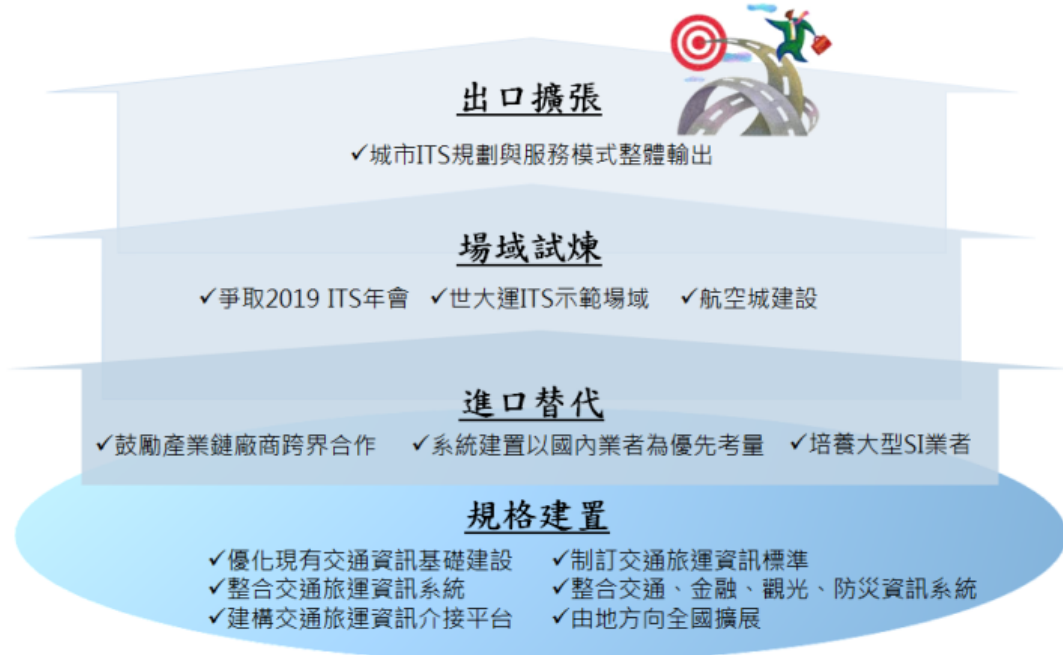 出口擴張
✓城市ITS規劃與服務模式整體輸出
場域試煉
✓爭取2019 ITS年會 ✓世大運ITS示範場域 ✓航空城建設
進口替代
✓鼓勵產業鏈廠商跨界合作 ✓系統建置以國內業者為優先考量 ✓培養大型SI業者
規格建置
✓優化現有交通資訊基礎建設 ✓制訂交通旅運資訊標準
✓整合交通旅運資訊系統 ✓整合交通、金融、觀光、防災資訊系統
✓建構交通旅運資訊介接平台 ✓由地方向全國擴展